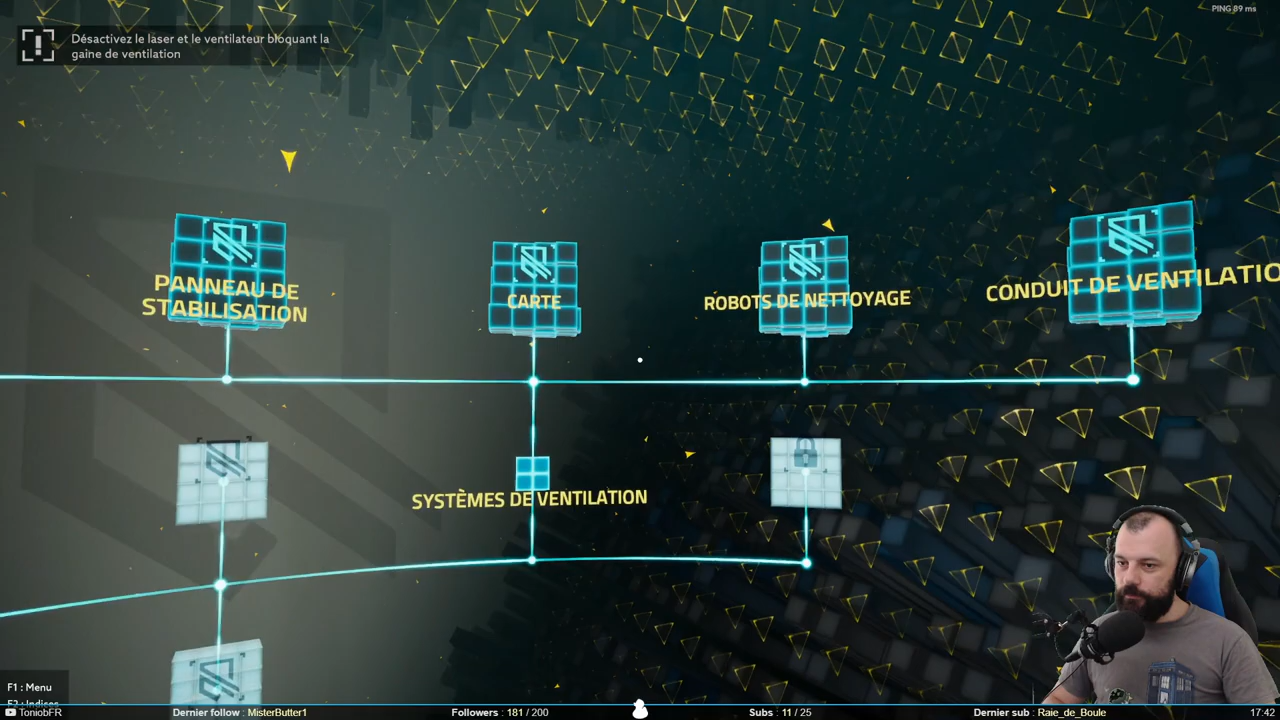 PING 89 ms
Désactivez le laser et le ventilateur bloquant la
gaine de ventilation
PANNEAU DE
STABILISATION
CARTE
ROBOTS DE NETTOYAGE
CONDUIT DE VENTILATIO
SYSTÈMES DE VENTILATION
F1 : Menu
F2 : Indices
ToniobFR
Dernier follow : MisterButter1
Followers : 181 / 200
Subs : 11 / 25
Dernier sub : Raie_de_Boule
17:42